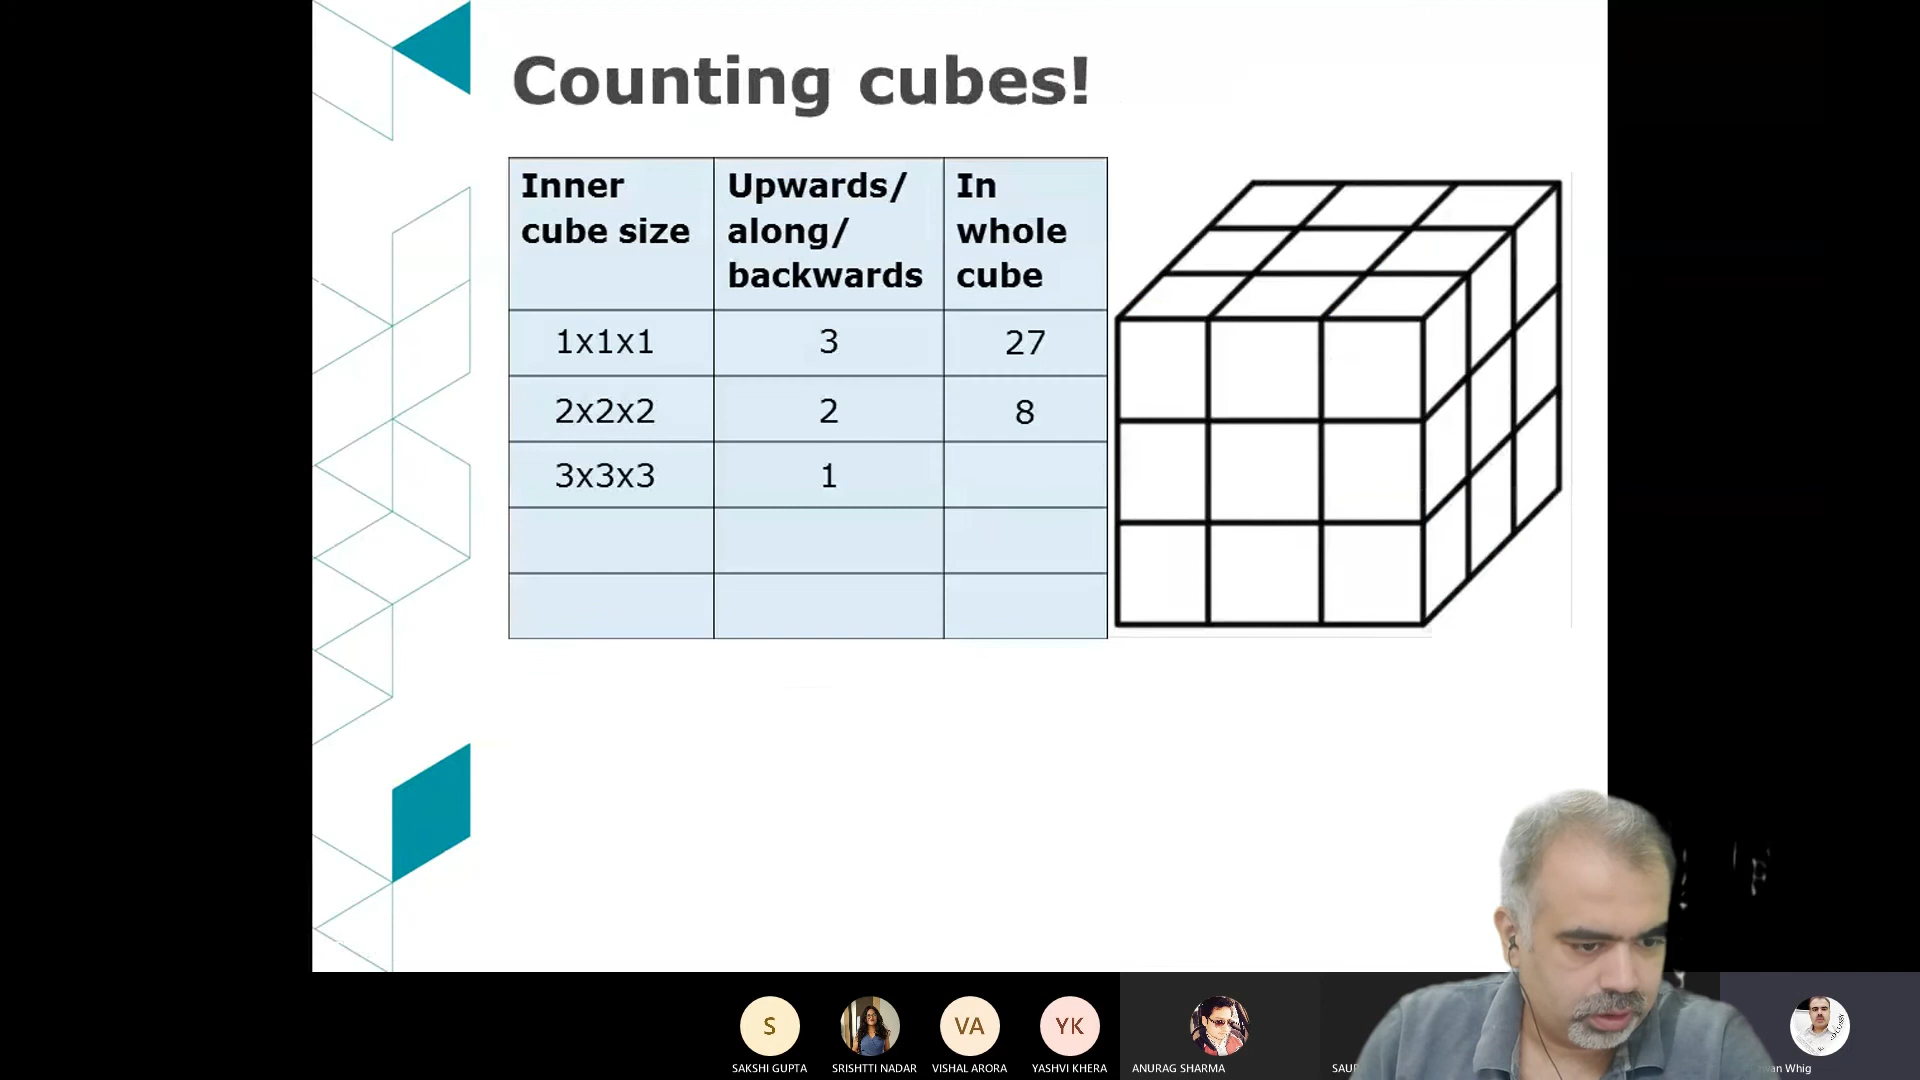 Counting cubes!
Inner cube size
Upwards/ along/ backwards
In whole cube
1x1x1 3 27
2x2x2 2 8
3x3x3 1
S
VA
YK
SAKSHI GUPTA
SRISHTTI NADAR
VISHAL ARORA
YASHVI KHERA
ANURAG SHARMA
Whig